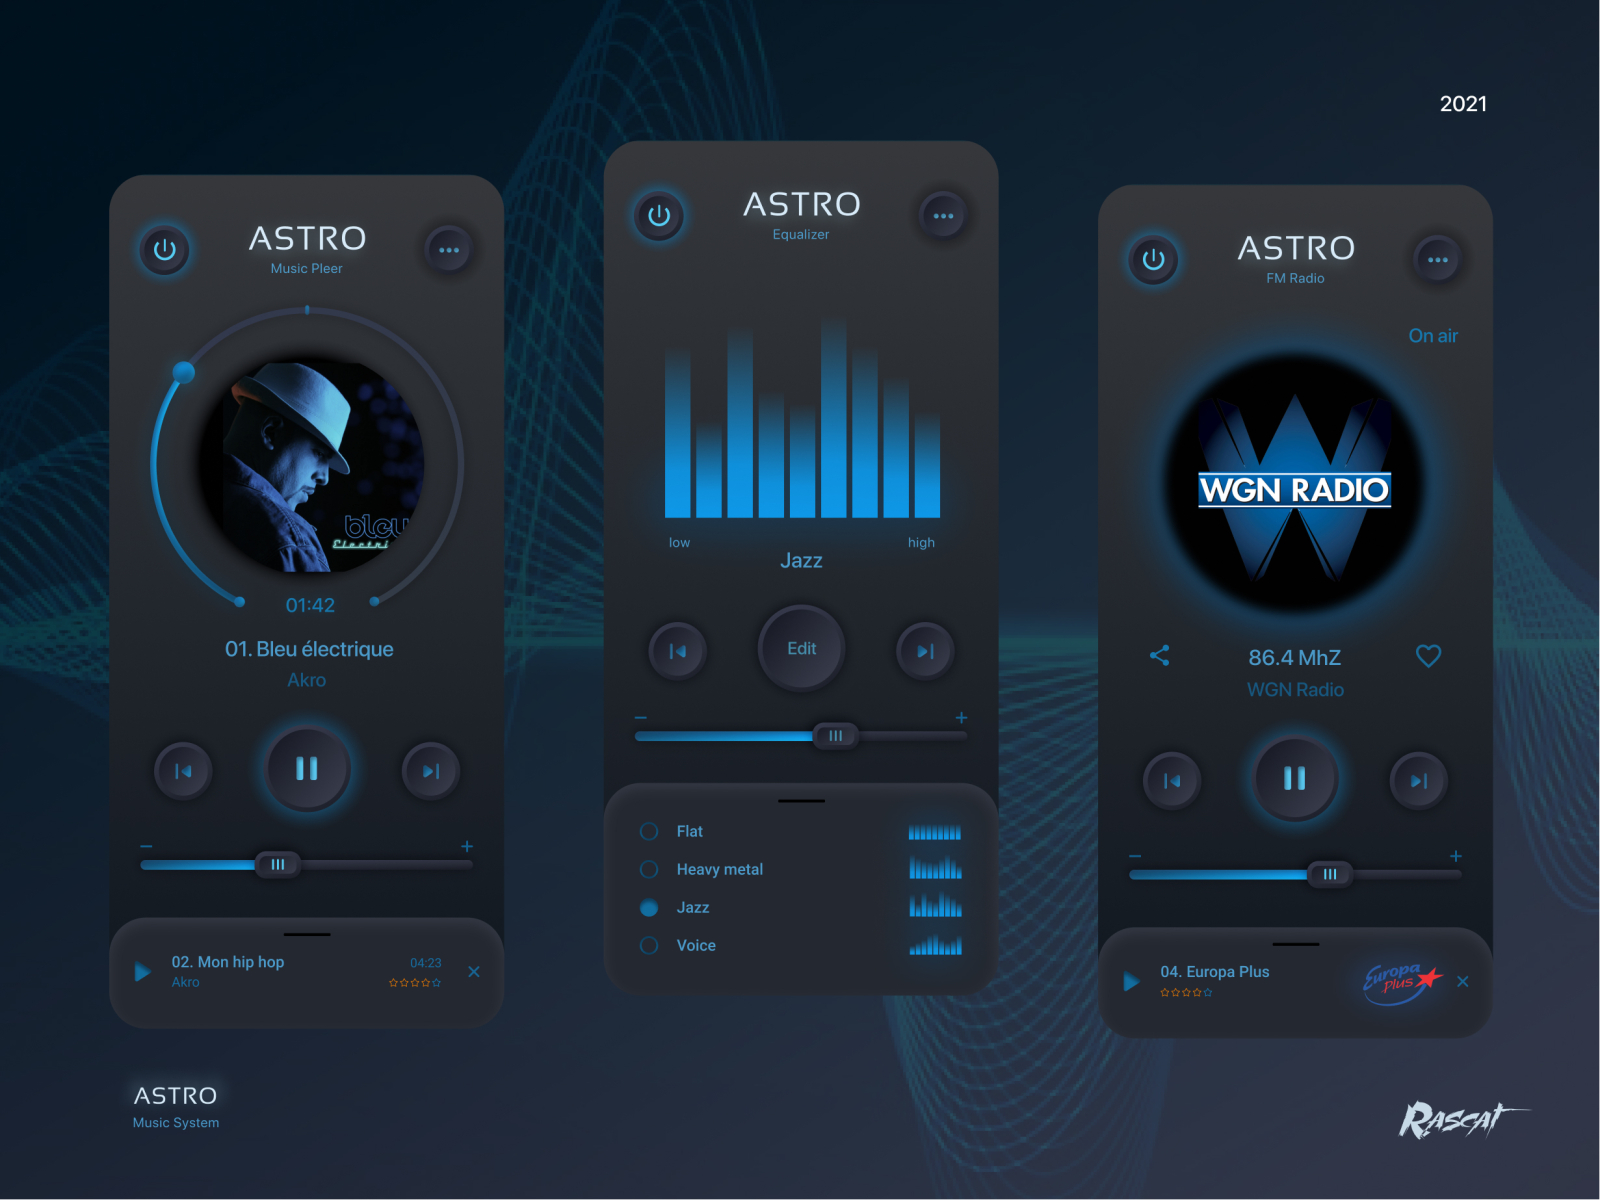 2021
ASTRO
Music Pleer
bleu
Electri
01:42
01. Bleu électrique
Akro
02. Mon hip hop
04:23
Akro
ASTRO
Equalizer
low
high
Jazz
Edit
Flat
Heavy metal
Jazz
Voice
ASTRO
FM Radio
On air
WGN RADIO
86.4 MhZ
WGN Radio
04. Europa Plus
Europa
Plus
ASTRO
Music System
RASCAT